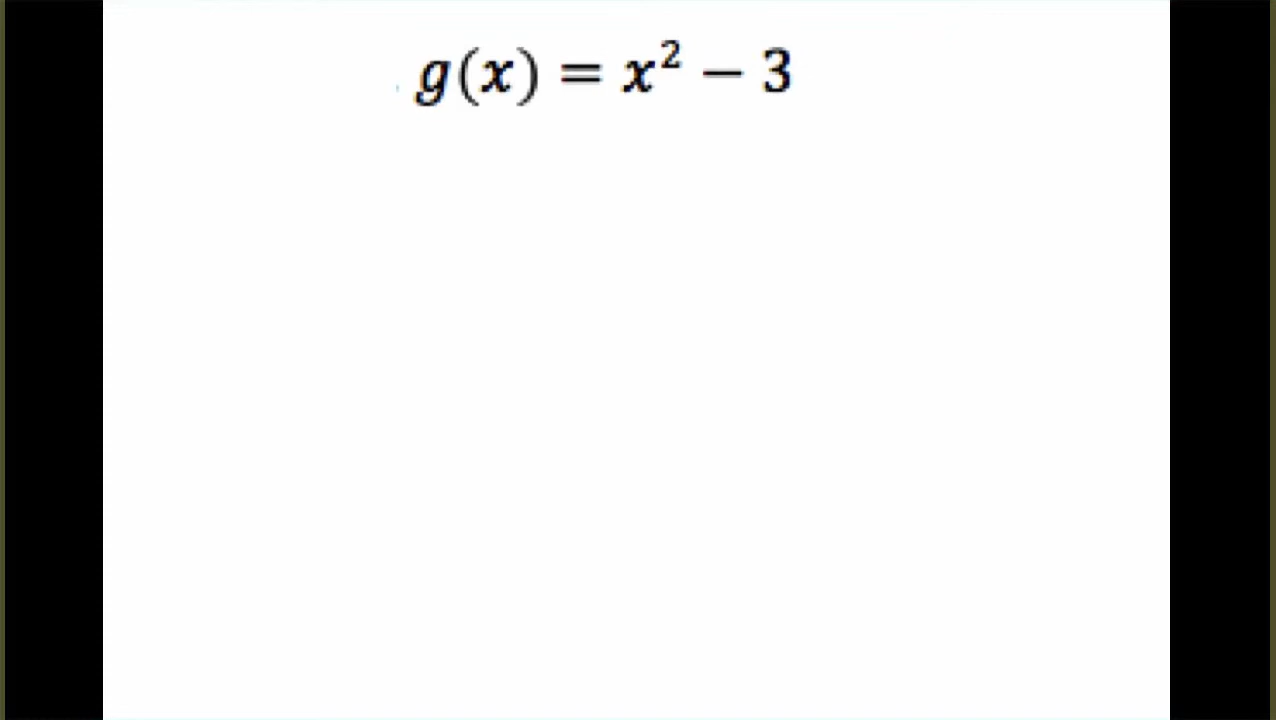 g(x) = x² − 3